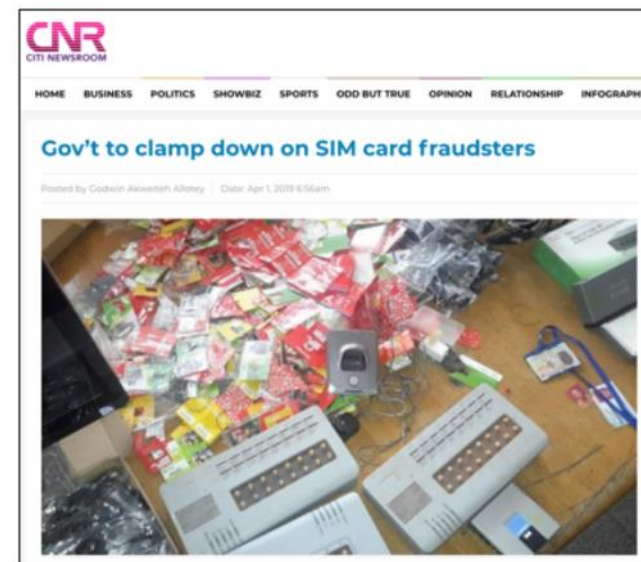 CNR
CITI NEWSROOM
HOME BUSINESS POLITICS SHOWBIZ SPORTS ODD BUT TRUE OPINION RELATIONSHIP INFOGRAPHI
Gov't to clamp down on SIM card fraudsters
Posted by Godwin Akweiteh Allotey | Date: Apr 1, 2019 6:56am